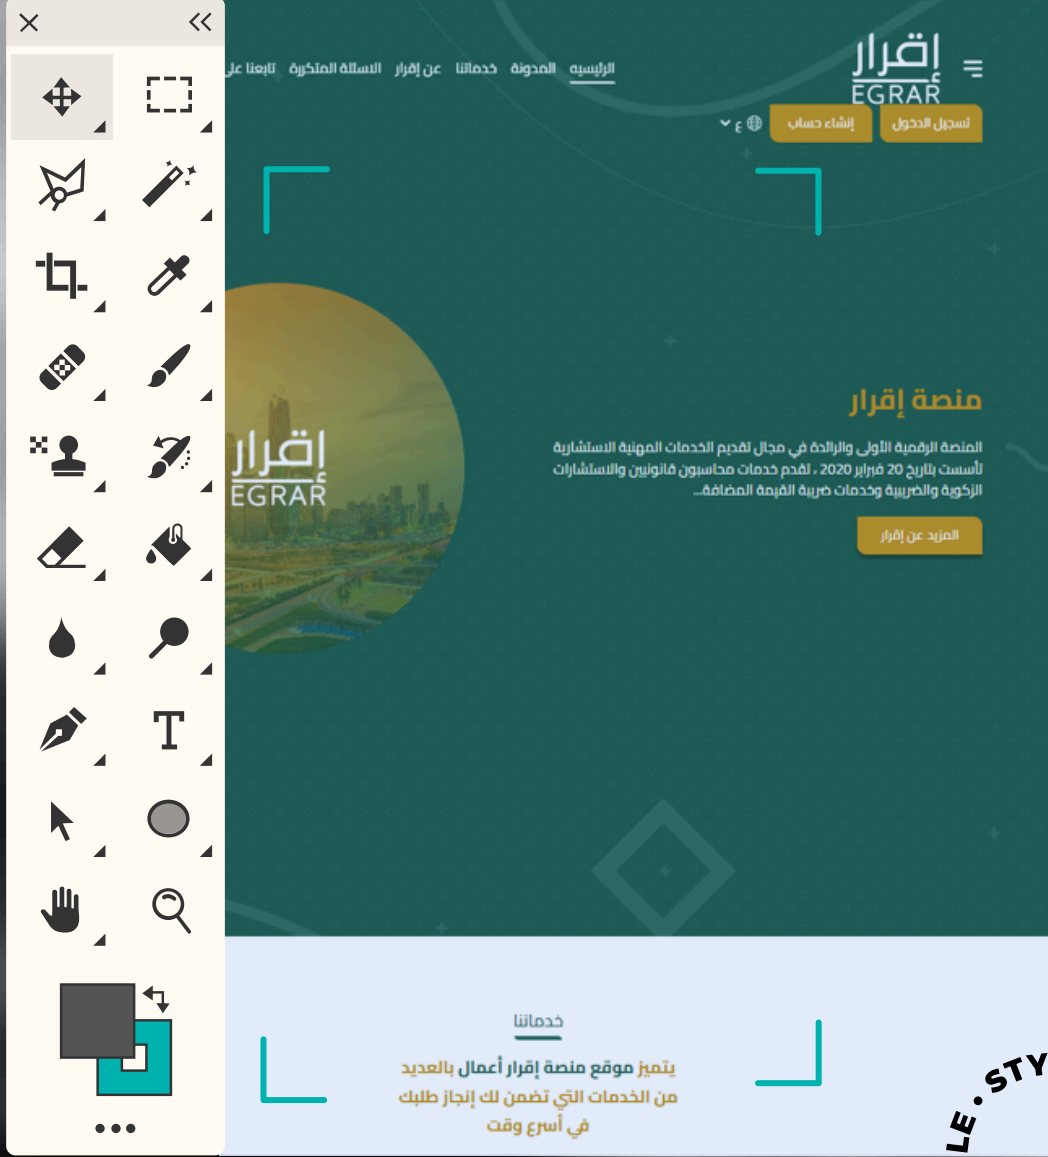 إقرار
EGRAR
الرئيسيه المدونة خدماتنا عن إقرار الاسئلة المتكررة تابعنا على
تسجيل الدخول إنشاء حساب ع
منصة إقرار
المنصة الرقمية الأولى والرائدة في مجال تقديم الخدمات المهنية الاستشارية
تأسست بتاريخ 20 فبراير 2020 ، تقدم خدمات محاسبون قانونيين والاستشارات
الزكوية والضريبية وخدمات ضريبة القيمة المضافة...
المزيد عن إقرار
إقرار
EGRAR
خدماتنا
يتميز موقع منصة إقرار أعمال بالعديد
من الخدمات التي تضمن لك إنجاز طلبك
في أسرع وقت
LE • STY
T